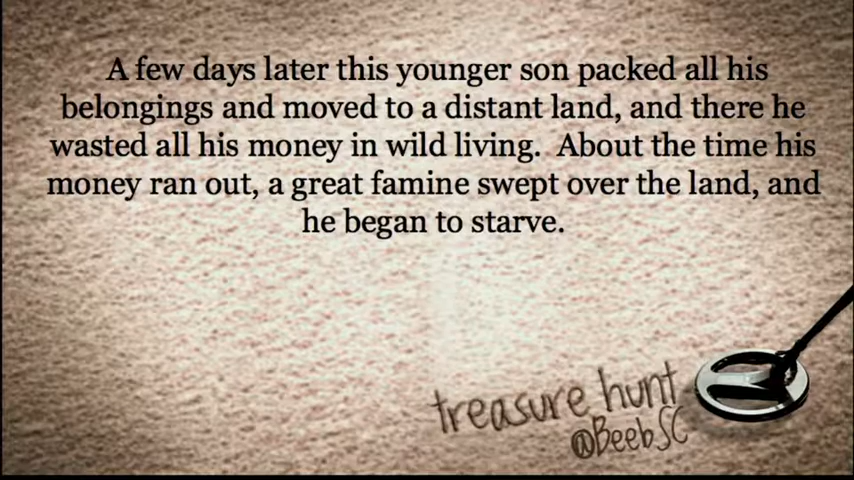 A few days later this younger son packed all his
belongings and moved to a distant land, and there he
wasted all his money in wild living.  About the time his
money ran out, a great famine swept over the land, and
he began to starve.
treasure hunt
@BeebSC